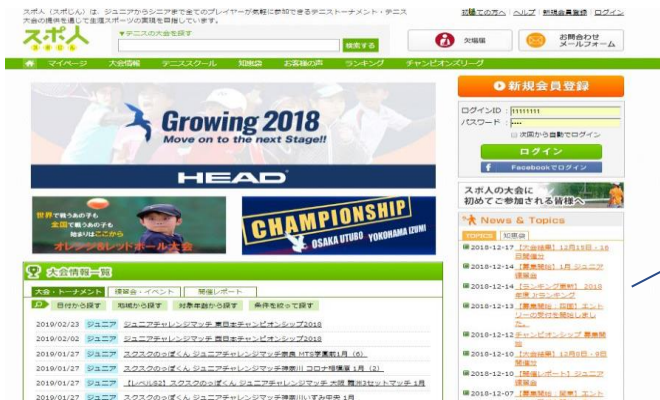 スポ人（スポじん）は、ジュニアからシニアまで全てのプレイヤーが気軽に参加できるテニストーナメント・テニス
大会の提供を通じて生涯スポーツの実現を目指しています。
初めての方へ ヘルプ 新規会員登録 ログイン
スポ人
▼テニスの大会を探す
検索する
欠場届
お問合わせ
メールフォーム
マイページ 大会情報 テニススクール 知恵袋 お客様の声 ランキング チャンピオンズリーグ
Growing 2018
Move on to the next Stage!!
HEAD
世界で戦うあの子も
全国で戦うあの子も
始まりはここから
オレンジ&レッドボール大会
CHAMPIONSHIP
OSAKA UTUBO YOKOHAMA IZUMI
大会情報一覧
大会・トーナメント 練習会・イベント 開催レポート
日付から探す 地域から探す 対象年齢から探す 条件を絞って探す
2019/02/23 ジュニア ジュニアチャレンジマッチ 東日本チャンピオンシップ2018
2019/02/02 ジュニア ジュニアチャレンジマッチ 西日本チャンピオンシップ2018
2019/01/27 ジュニア スクスクのっぽくん ジュニアチャレンジマッチ奈良 MTS学園前1月（6）
2019/01/27 ジュニア スクスクのっぽくん ジュニアチャレンジマッチ神奈川 コロナ相模原 1月（2）
2019/01/27 ジュニア 【レベルS2】スクスクのっぽくん ジュニアチャレンジマッチ 大阪 舞洲3セットマッチ 1月
2019/01/27 ジュニア スクスクのっぽくん ジュニアチャレンジマッチ神奈川いずみ中央 1月
新規会員登録
ログインID : 11111111
パスワード : ••••
次回から自動でログイン
ログイン
Facebookでログイン
スポ人の大会に
初めてご参加される皆様へ
News & Topics
TOPICS 知恵袋
2018-12-17 【大会結果】12月15日・16
日開催分
2018-12-14 【募集開始】1月 ジュニア
練習会
2018-12-14 【ランキング更新】 2018
年度 Jrランキング
2018-12-13 【募集開始：四国】エント
リーの受付を開始しまし
た。
2018-12-12 チャンピオンシップ 募集開
始
2018-12-10 【大会結果】12月8日・9日
開催分
2018-12-10 【開催レポート】ジュニア
練習会
2018-12-07 【募集開始：関東】エント